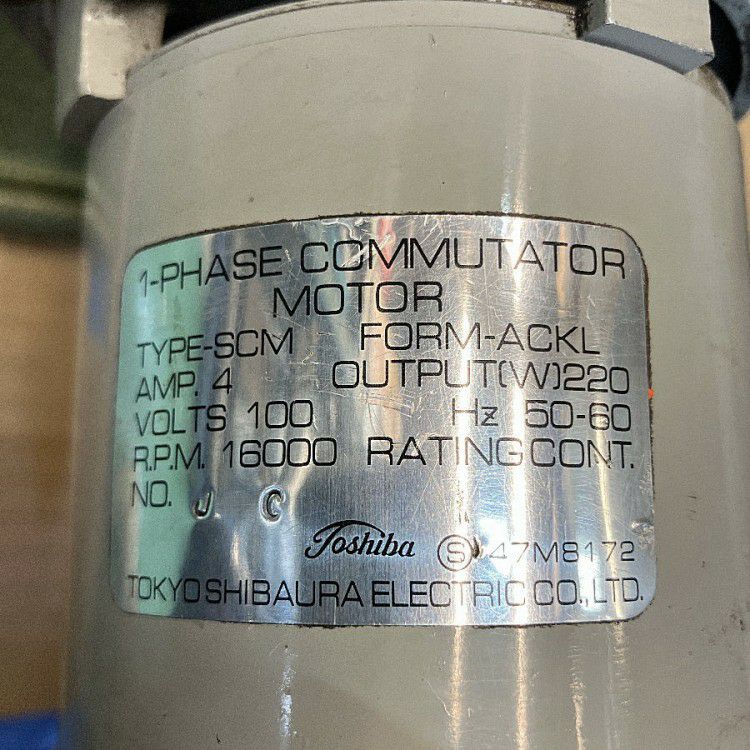 1-PHASE COMMUTATOR
MOTOR
TYPE-SCM FORM-ACKL
AMP. 4 OUTPUT(W)220
VOLTS 100 Hz 50-60
R.P.M. 16000 RATING CONT.
NO. J C
Toshiba S 47M8172
TOKYO SHIBAURA ELECTRIC CO., LTD.